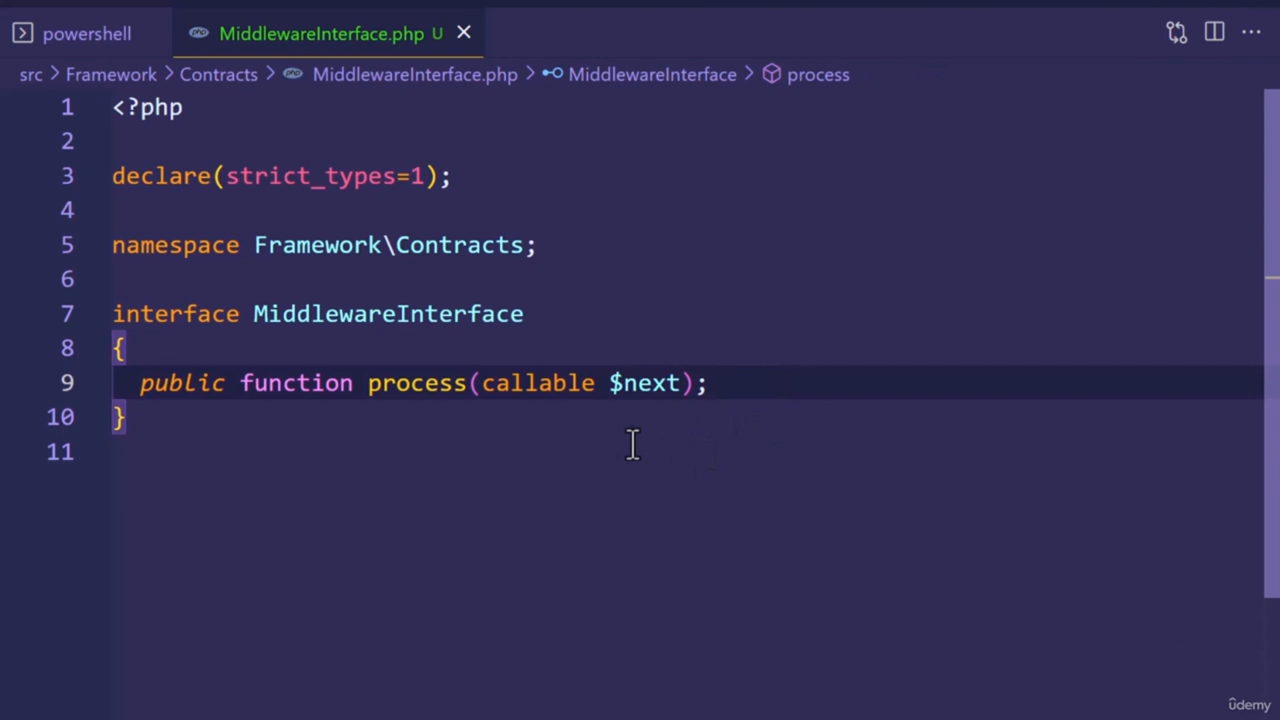 powershell
MiddlewareInterface.php U
src > Framework > Contracts > MiddlewareInterface.php > MiddlewareInterface > process
1 <?php
2
3 declare(strict_types=1);
4
5 namespace Framework\Contracts;
6
7 interface MiddlewareInterface
8 {
9 public function process(callable $next);
10 }
11
ûdemy